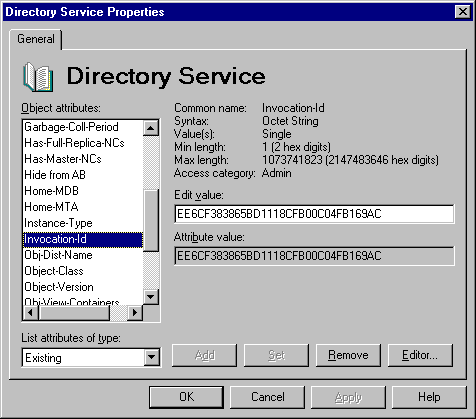 Directory Service Properties
General
Directory Service
Object attributes:
Garbage-Coll-Period
Has-Full-Replica-NCs
Has-Master-NCs
Hide from AB
Home-MDB
Home-MTA
Instance-Type
Invocation-Id
Obj-Dist-Name
Object-Class
Object-Version
Obj-View-Containers
List attributes of type:
Existing
Common name: Invocation-Id
Syntax: Octet String
Value(s): Single
Min length: 1 (2 hex digits)
Max length: 1073741823 (2147483646 hex digits)
Access category: Admin
Edit value:
EE6CF383865BD1118CFB00C04FB169AC
Attribute value:
EE6CF383865BD1118CFB00C04FB169AC
Add Set Remove Editor...
OK Cancel Apply Help